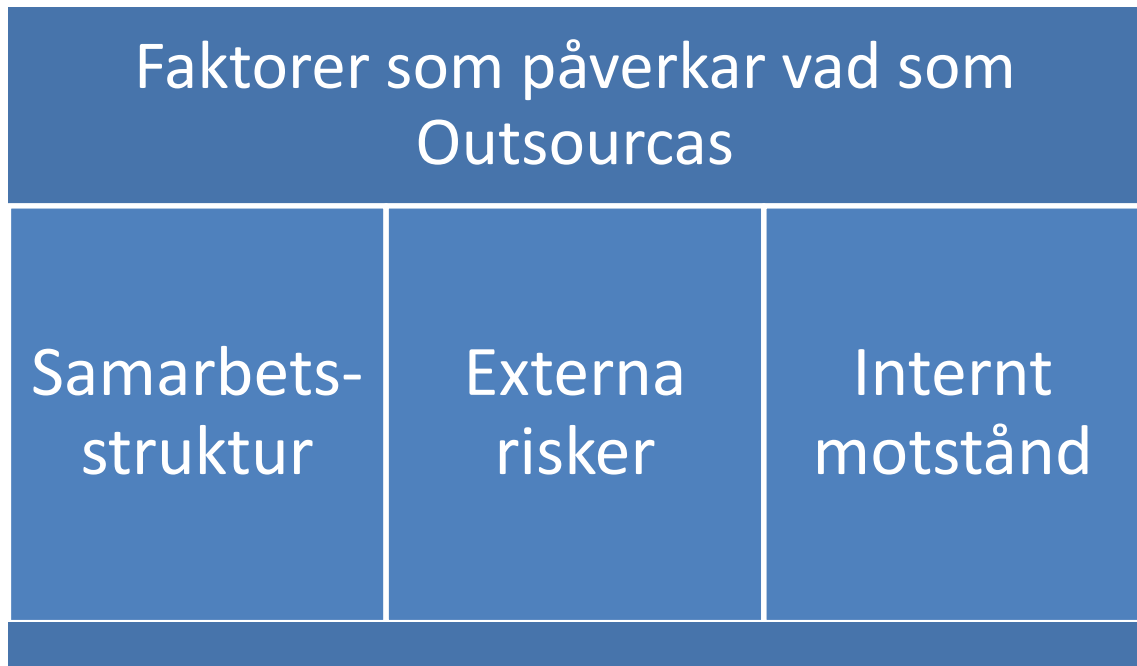 Faktorer som påverkar vad som
Outsourcas
Samarbets-
struktur
Externa
risker
Internt
motstånd